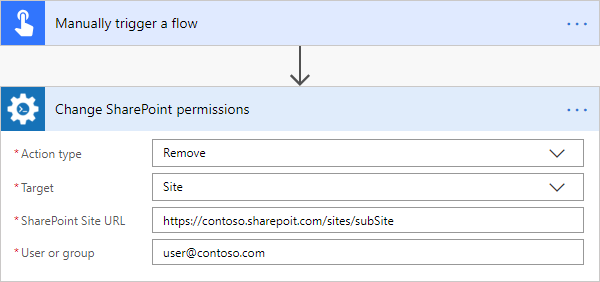 Manually trigger a flow
...
Change SharePoint permissions
...
* Action type
Remove
* Target
Site
* SharePoint Site URL
https://contoso.sharepoit.com/sites/subSite
* User or group
user@contoso.com